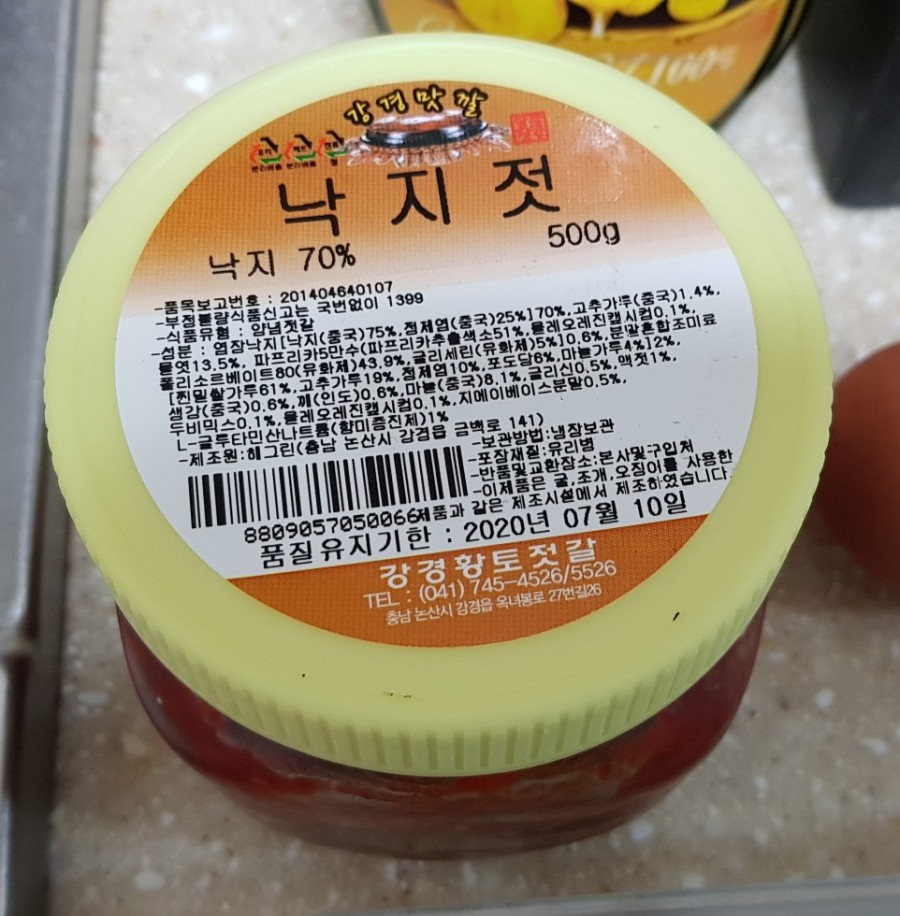 100%
강경맛깔
낙지젓
낙지 70%
500g
-품목보고번호 : 201404640107
-부정불량식품신고는 국번없이 1399
-식품유형 : 양념젓갈
-성분 : 염장낙지[낙지(중국)75%,정제염(중국)25%]70%,고추가루(중국)1.4%,
물엿13.5%, 파프리카5만수(파프리카추출색소51%,올레오레진캡시컴0.1%,
폴리소르베이트80(유화제)43.9%,글리세린(유화제)5%)0.6%,분말혼합조미료
[찐밀쌀가루61%,고추가루19%,정제염10%,포도당6%,마늘가루4%]2%,
생강(중국)0.6%,깨(인도)0.6%,마늘(중국)8.1%,글리신0.5%,맥젓1%,
두비믹스0.1%,올레오레진캡시컴0.1%,지메이베이스분말0.5%,
L-글루타민산나트륨(향미증진제)1%
-제조원:해그린(충남 논산시 강경읍 금백로 141)
-보관방법:냉장보관
-포장재질:유리병
-반품및교환장소:본사및구입처
-이제품은 굴,조개,오징어를 사용한
제품과 같은 제조시설에서 제조하였습니다.
8809057050066
품질유지기한 : 2020년 07월 10일
강경황토젓갈
TEL : (041) 745-4526/5526
충남 논산시 강경읍 옥녀봉로 27번길26